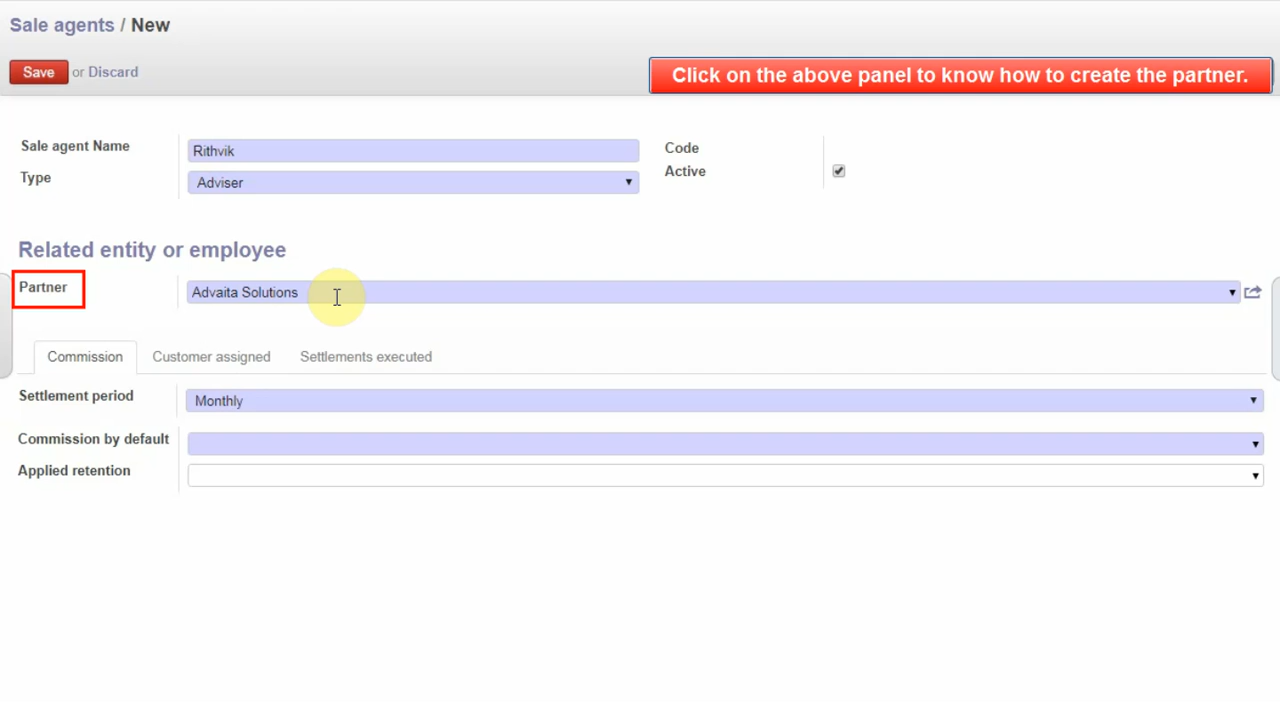 Sale agents / New
Save or Discard
Click on the above panel to know how to create the partner.
Sale agent Name
Rithvik
Code
Type
Adviser
Active
Related entity or employee
Partner
Advaita Solutions
Commission
Customer assigned
Settlements executed
Settlement period
Monthly
Commission by default
Applied retention